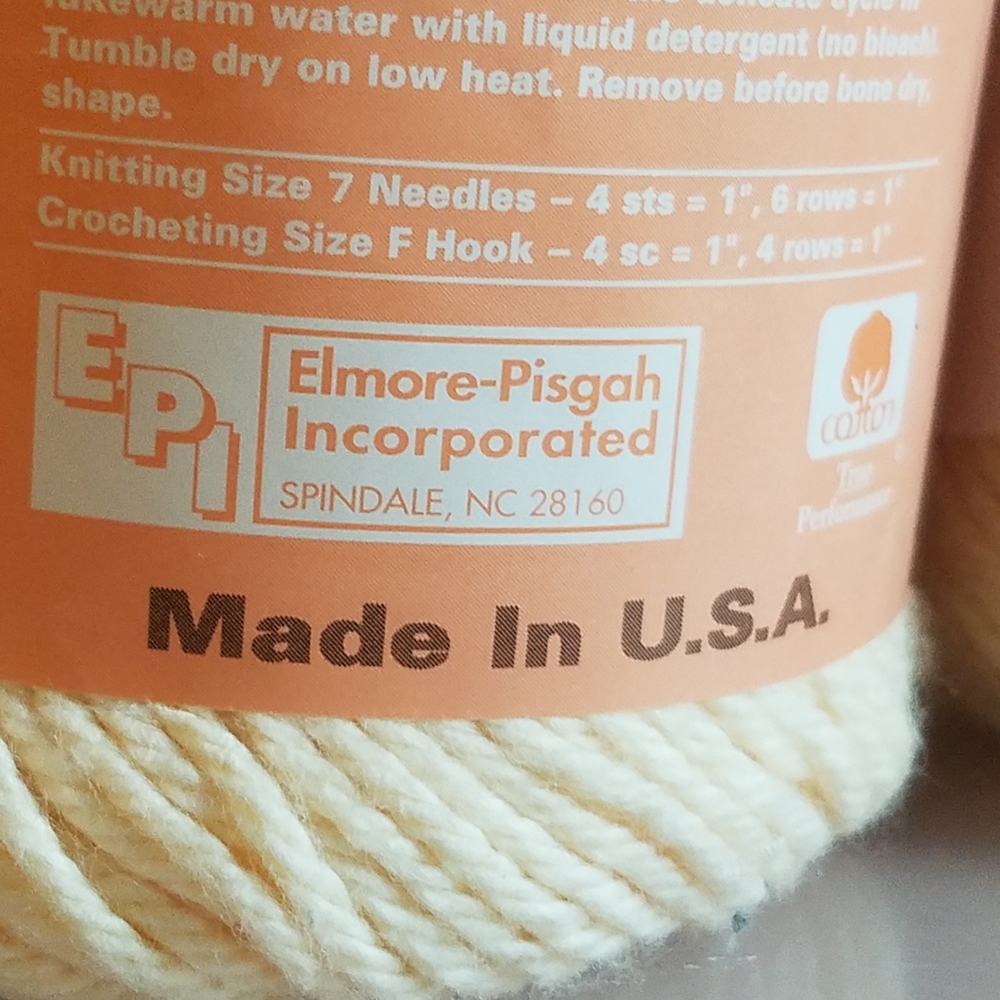 lukewarm water with liquid detergent (no bleach).
Tumble dry on low heat. Remove before bone dry,
shape.
Knitting Size 7 Needles – 4 sts = 1", 6 rows = 1"
Crocheting Size F Hook – 4 sc = 1", 4 rows = 1"
EPI
Elmore-Pisgah
Incorporated
SPINDALE, NC 28160
cotton
True
Performance
Made In U.S.A.